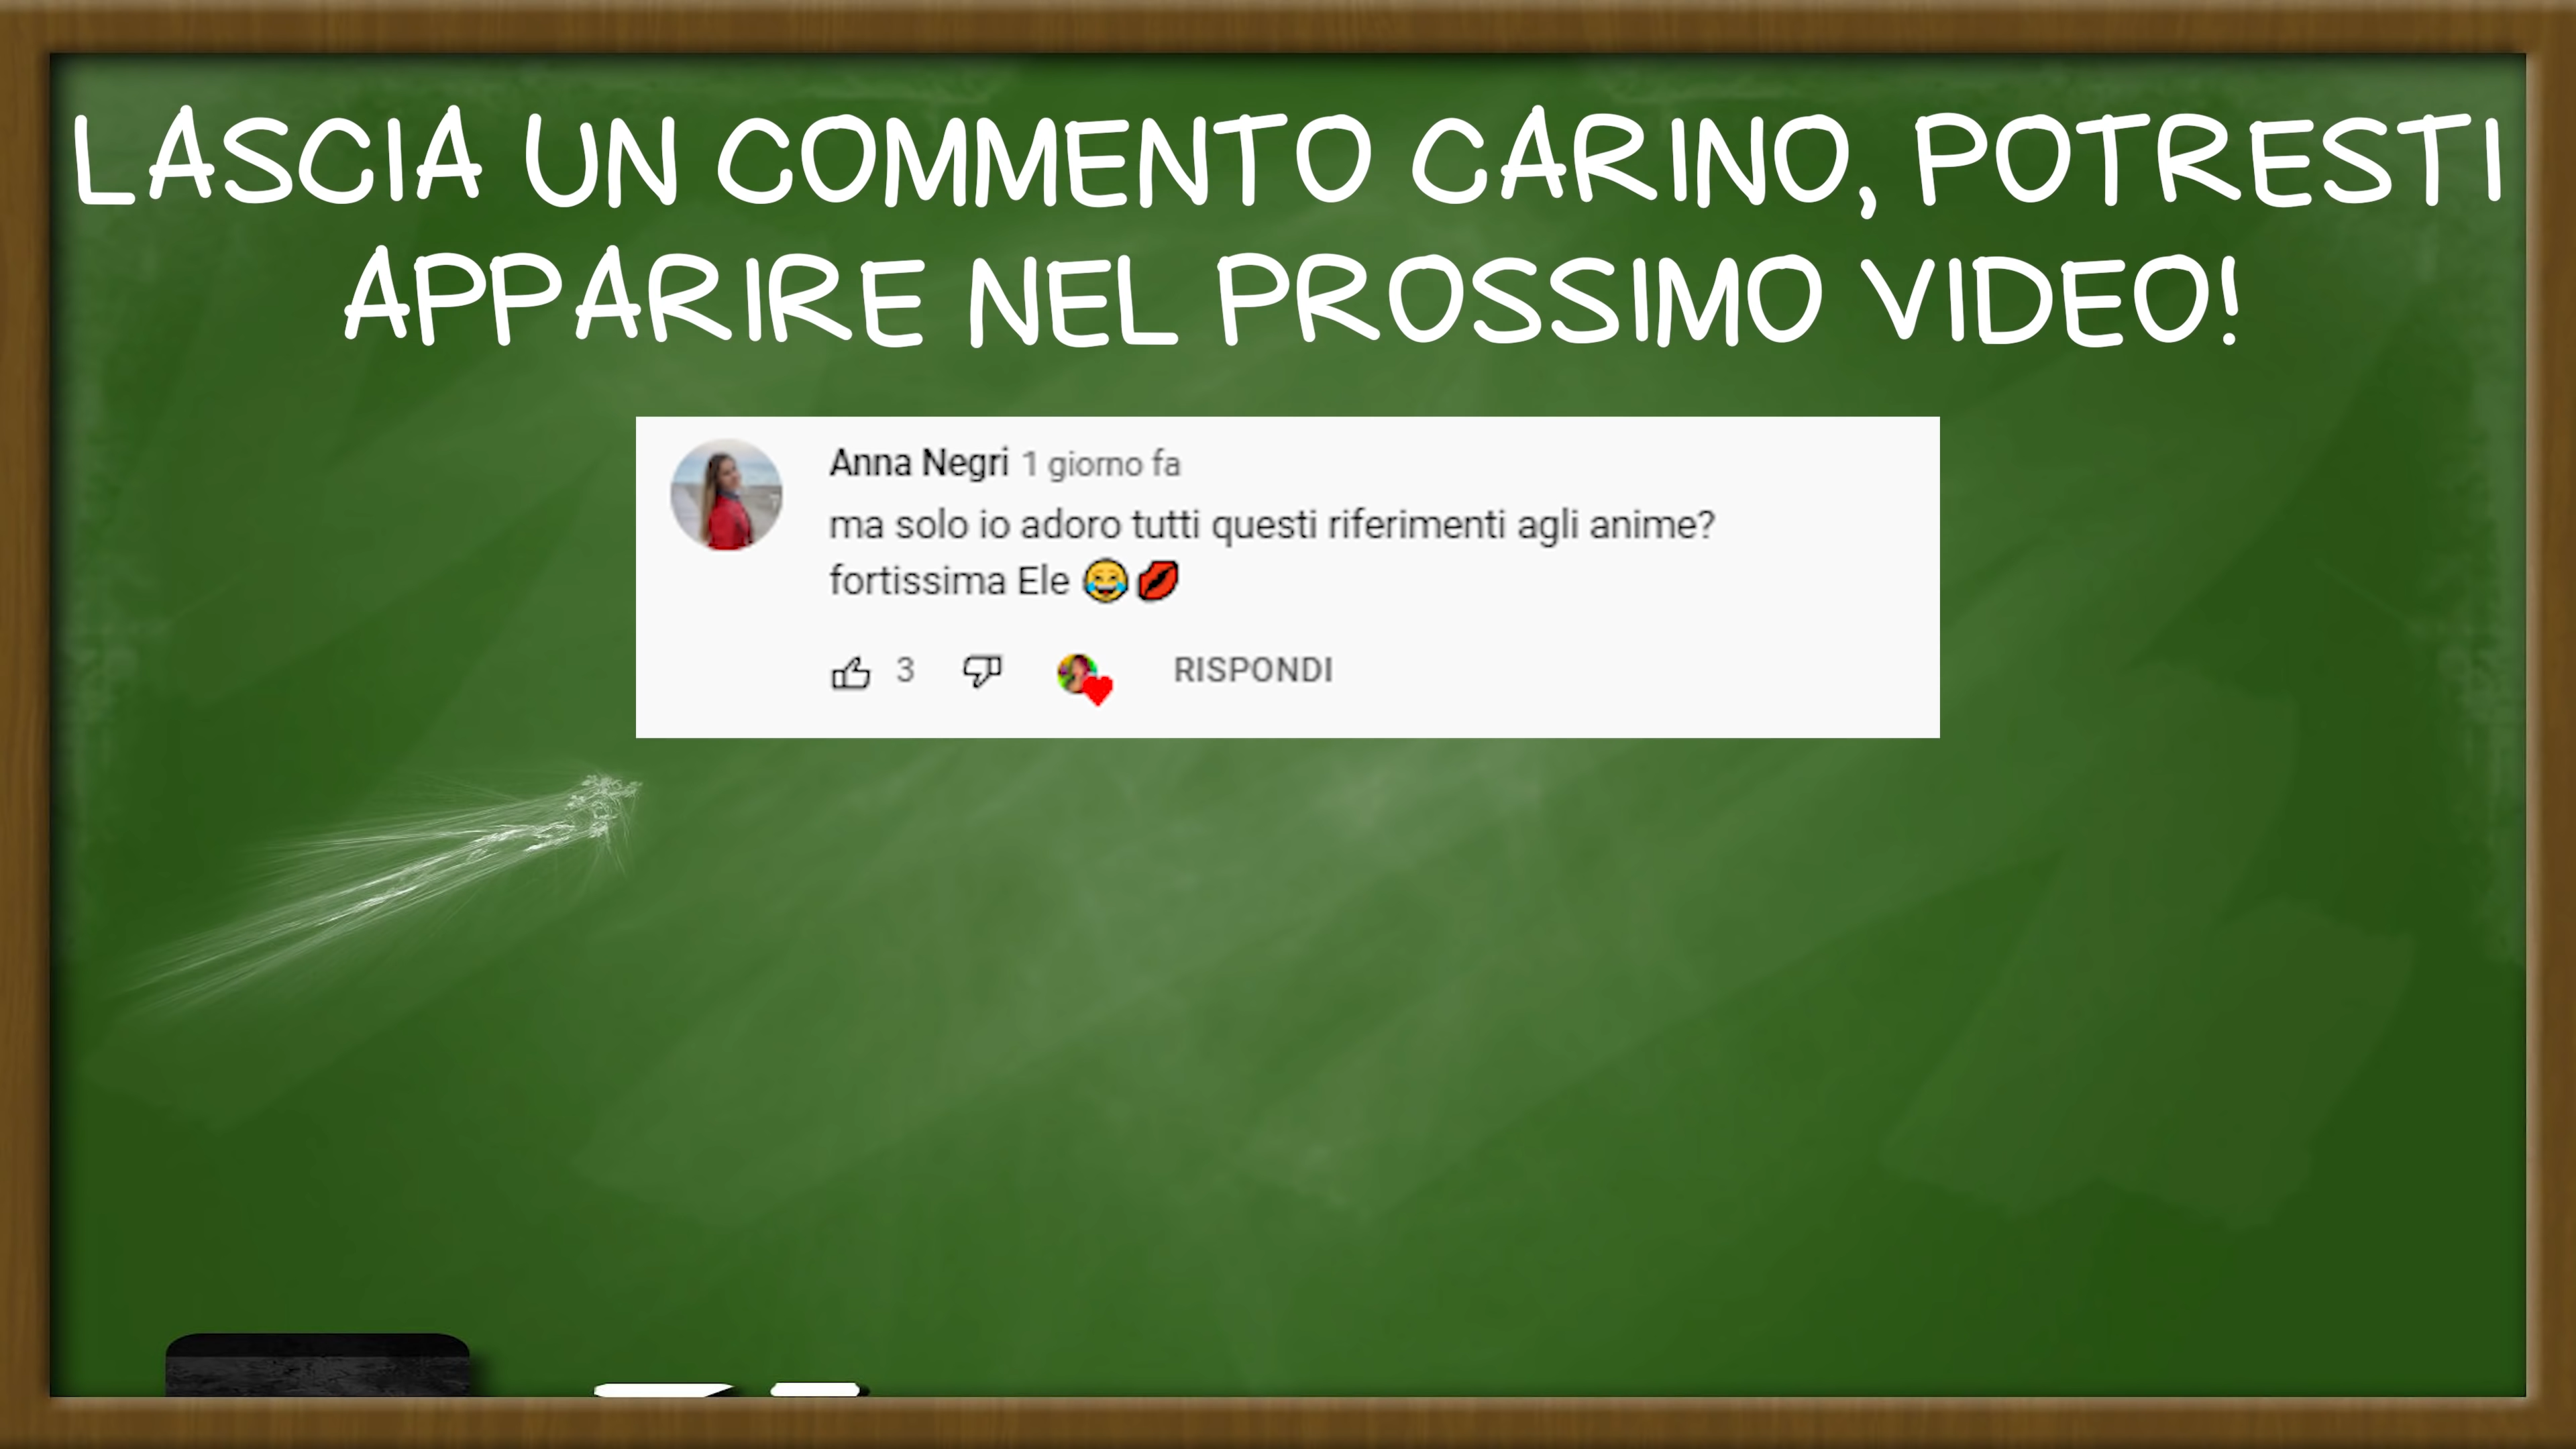 LASCIA UN COMMENTO CARINO, POTRESTI
APPARIRE NEL PROSSIMO VIDEO!
Anna Negri 1 giorno fa
ma solo io adoro tutti questi riferimenti agli anime?
fortissima Ele 😂💋
3 RISPONDI